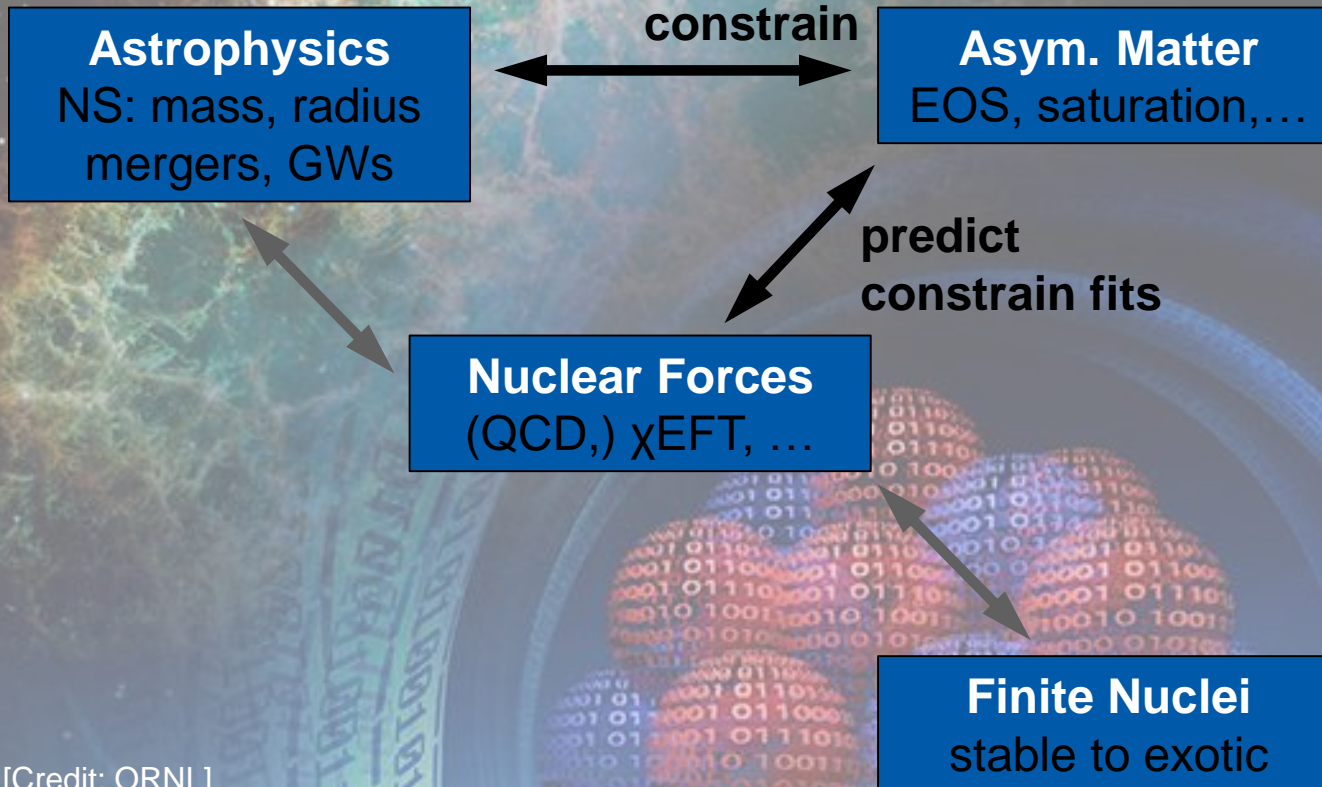 constrain
Astrophysics
NS: mass, radius
mergers, GWs
Asym. Matter
EOS, saturation,…
predict
constrain fits
Nuclear Forces
(QCD,) χEFT, …
Finite Nuclei
stable to exotic
[Credit: ORNL]